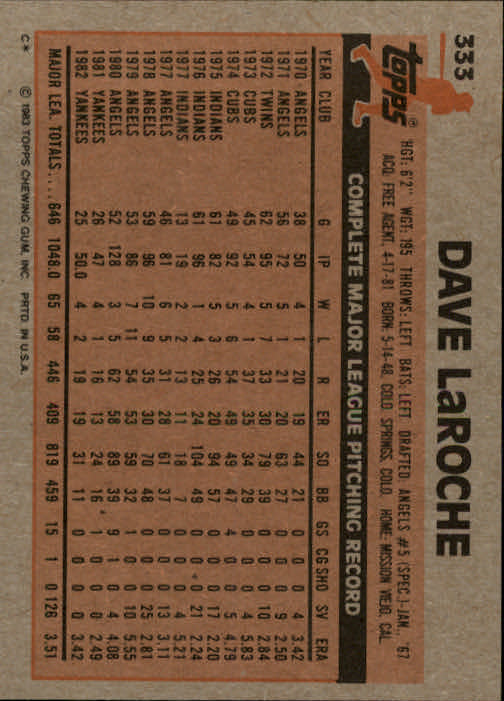 333
topps®
DAVE LaROCHE
HGT: 6'2" WGT: 195 THROWS: LEFT BATS: LEFT DRAFTED: ANGELS #5 (SPEC.)-JAN., '67
ACQ: FREE AGENT, 4-17-81 BORN: 5-14-48, COLO. SPRINGS, COLO. HOME: MISSION VIEJO, CAL.
COMPLETE MAJOR LEAGUE PITCHING RECORD
YEAR CLUB G IP W L R ER SO BB GS CG SHO SV ERA
1970 ANGELS 38 50 4 1 20 19 44 21 0 0 0 4 3.42
1971 ANGELS 56 72 5 1 21 20 63 27 0 0 0 9 2.50
1972 TWINS 62 95 5 7 33 30 79 39 0 0 0 10 2.84
1973 CUBS 45 54 4 1 37 35 34 29 0 0 0 4 5.83
1974 CUBS 49 92 5 6 54 49 49 47 4 0 0 5 4.79
1975 INDIANS 61 82 5 3 26 20 94 57 0 0 0 17 2.20
1976 INDIANS 61 96 1 4 25 24 104 49 0 0 0 21 2.24
1977 INDIANS 13 19 2 2 13 11 18 7 0 0 0 4 5.21
1977 ANGELS 46 81 6 5 31 28 61 37 0 0 0 13 3.11
1978 ANGELS 59 96 10 9 35 30 70 48 0 0 0 25 2.81
1979 ANGELS 53 86 7 11 54 53 59 32 1 0 0 10 5.55
1980 ANGELS 52 128 3 5 62 58 89 39 9 1 0 4 4.08
1981 YANKEES 26 47 4 1 16 13 24 16 1 0 0 0 2.49
1982 YANKEES 25 50.0 4 2 19 19 31 11 0 0 0 0 3.42
MAJOR LEA. TOTALS.... 646 1048.0 65 58 446 409 819 459 15 1 0 126 3.51
C* © 1983 TOPPS CHEWING GUM, INC. PRTD. IN U.S.A.